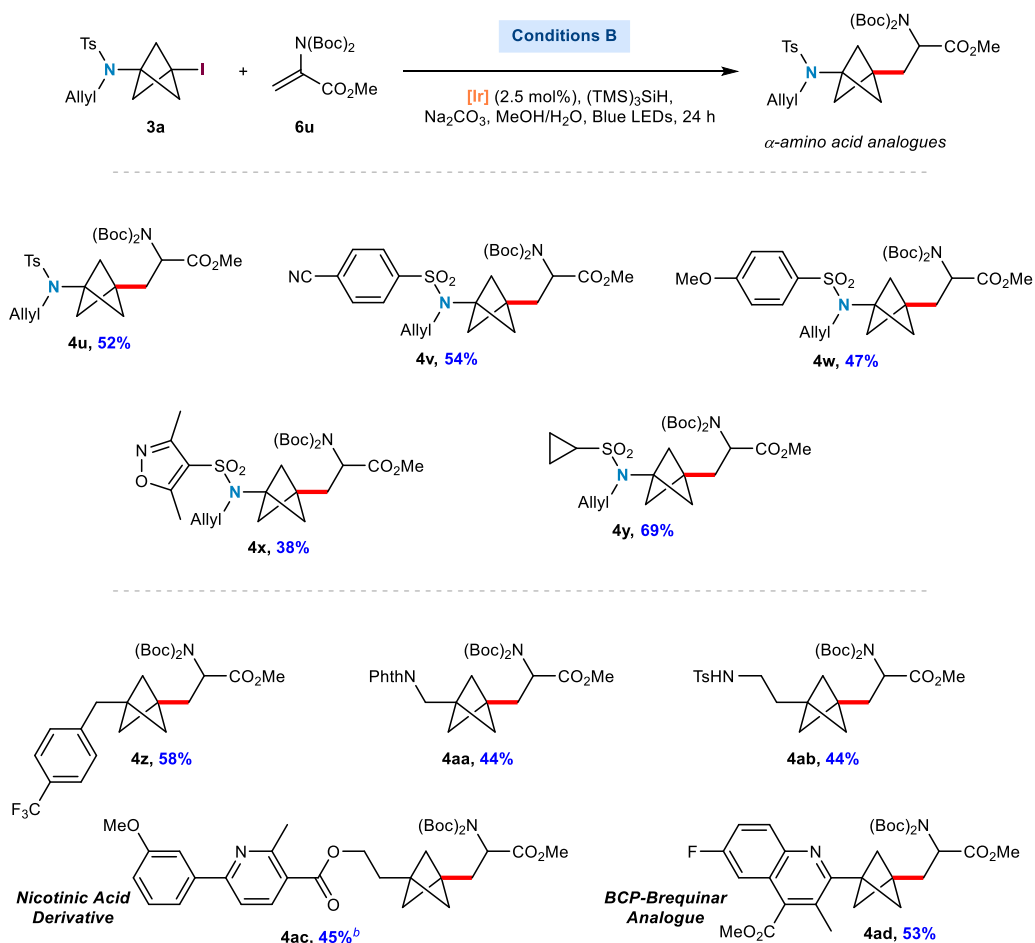 Ts
N
Allyl
I
3a
+
N(Boc)2
CO2Me
6u
Conditions B
[Ir] (2.5 mol%), (TMS)3SiH,
Na2CO3, MeOH/H2O, Blue LEDs, 24 h
(Boc)2N
CO2Me
Ts
N
Allyl
α-amino acid analogues
(Boc)2N
CO2Me
Ts
N
Allyl
4u, 52%
(Boc)2N
CO2Me
NC
SO2
N
Allyl
4v, 54%
(Boc)2N
CO2Me
MeO
SO2
N
Allyl
4w, 47%
(Boc)2N
CO2Me
N
O
SO2
N
Allyl
4x, 38%
(Boc)2N
CO2Me
SO2
N
Allyl
4y, 69%
(Boc)2N
CO2Me
F3C
4z, 58%
(Boc)2N
CO2Me
PhthN
4aa, 44%
(Boc)2N
CO2Me
TsHN
4ab, 44%
(Boc)2N
CO2Me
MeO
N
O
O
Nicotinic Acid
Derivative
4ac, 45%b
(Boc)2N
CO2Me
F
N
MeO2C
BCP-Brequinar
Analogue
4ad, 53%